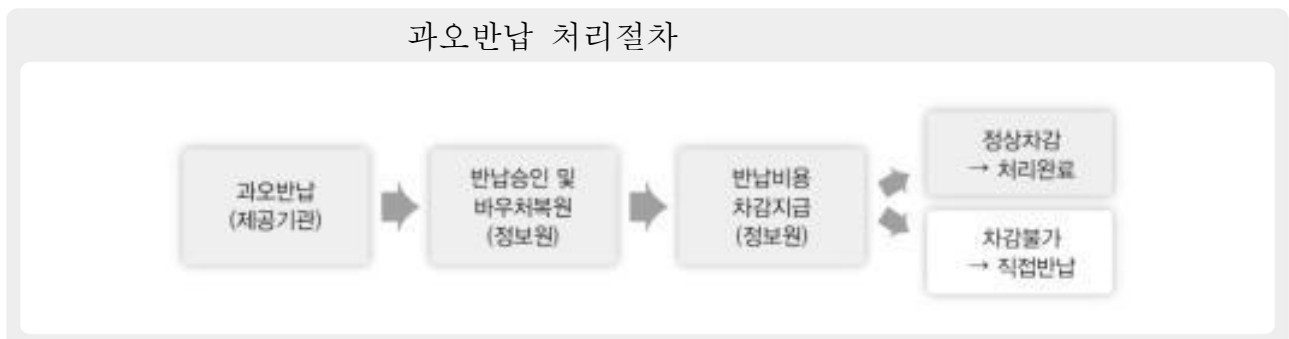 과오반납 처리절차
과오반납
(제공기관)
반납승인 및
바우처복원
(정보원)
반납비용
차감지급
(정보원)
정상차감
→ 처리완료
차감불가
→ 직접반납